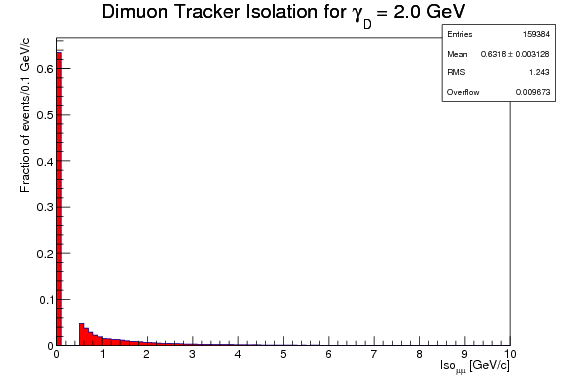 Dimuon Tracker Isolation for γD = 2.0 GeV
Entries 159384
Mean 0.6318 ± 0.003128
RMS 1.243
Overflow 0.009673
Fraction of events/0.1 GeV/c
0.6
0.5
0.4
0.3
0.2
0.1
0
0 1 2 3 4 5 6 7 8 9 10
Isoμμ [GeV/c]